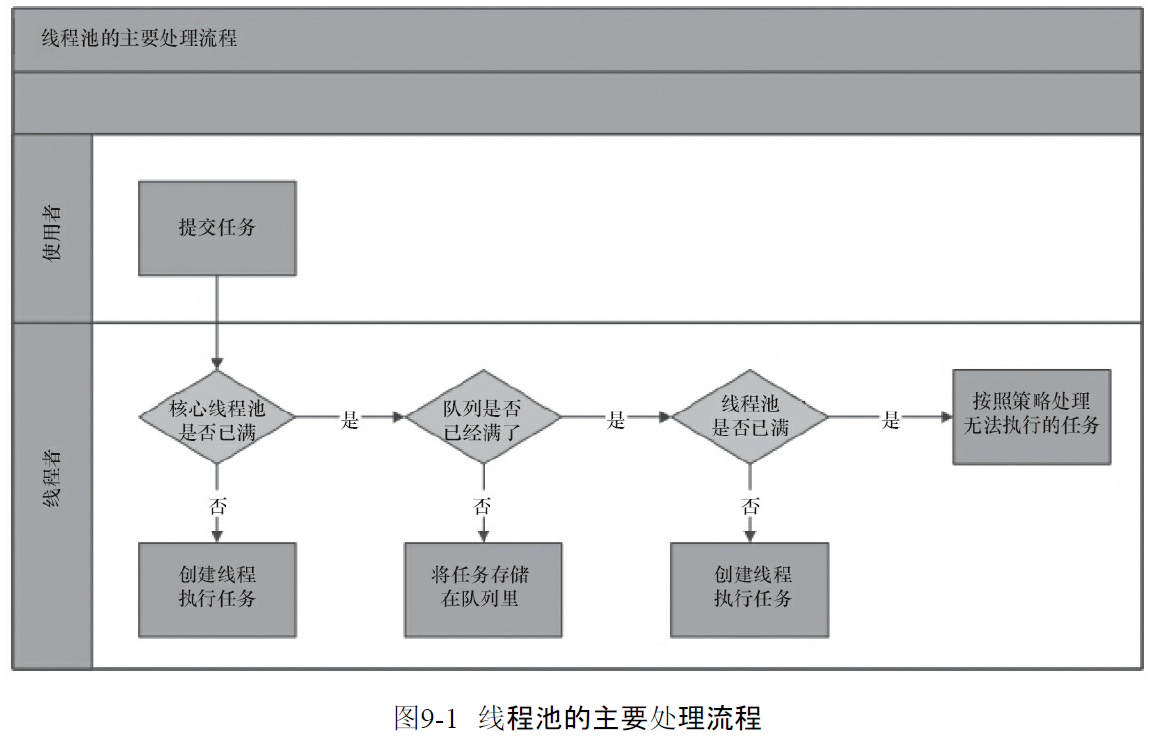 线程池的主要处理流程
使用者
提交任务
线程者
核心线程池
是否已满
是
队列是否
已经满了
是
线程池
是否已满
是
按照策略处理
无法执行的任务
否
否
否
创建线程
执行任务
将任务存储
在队列里
创建线程
执行任务
图9-1 线程池的主要处理流程